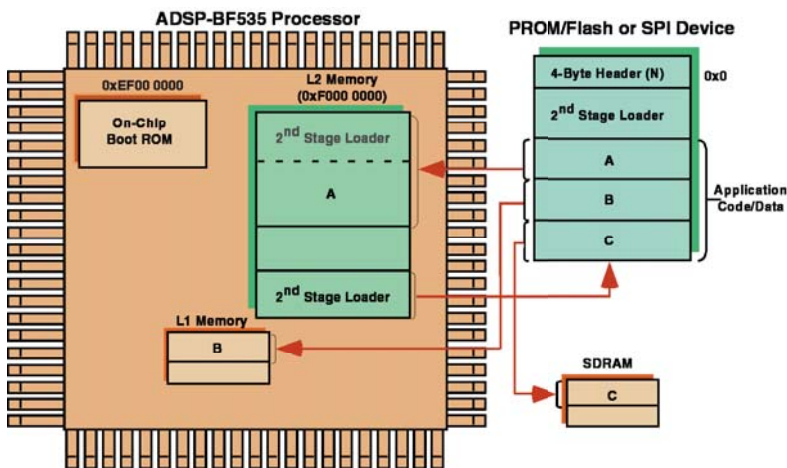 ADSP-BF535 Processor
0xEF00 0000
On-Chip
Boot ROM
L2 Memory
(0xF000 0000)
2nd Stage Loader
A
2nd Stage Loader
L1 Memory
B
PROM/Flash or SPI Device
4-Byte Header (N)
0x0
2nd Stage Loader
A
B
C
Application
Code/Data
SDRAM
C